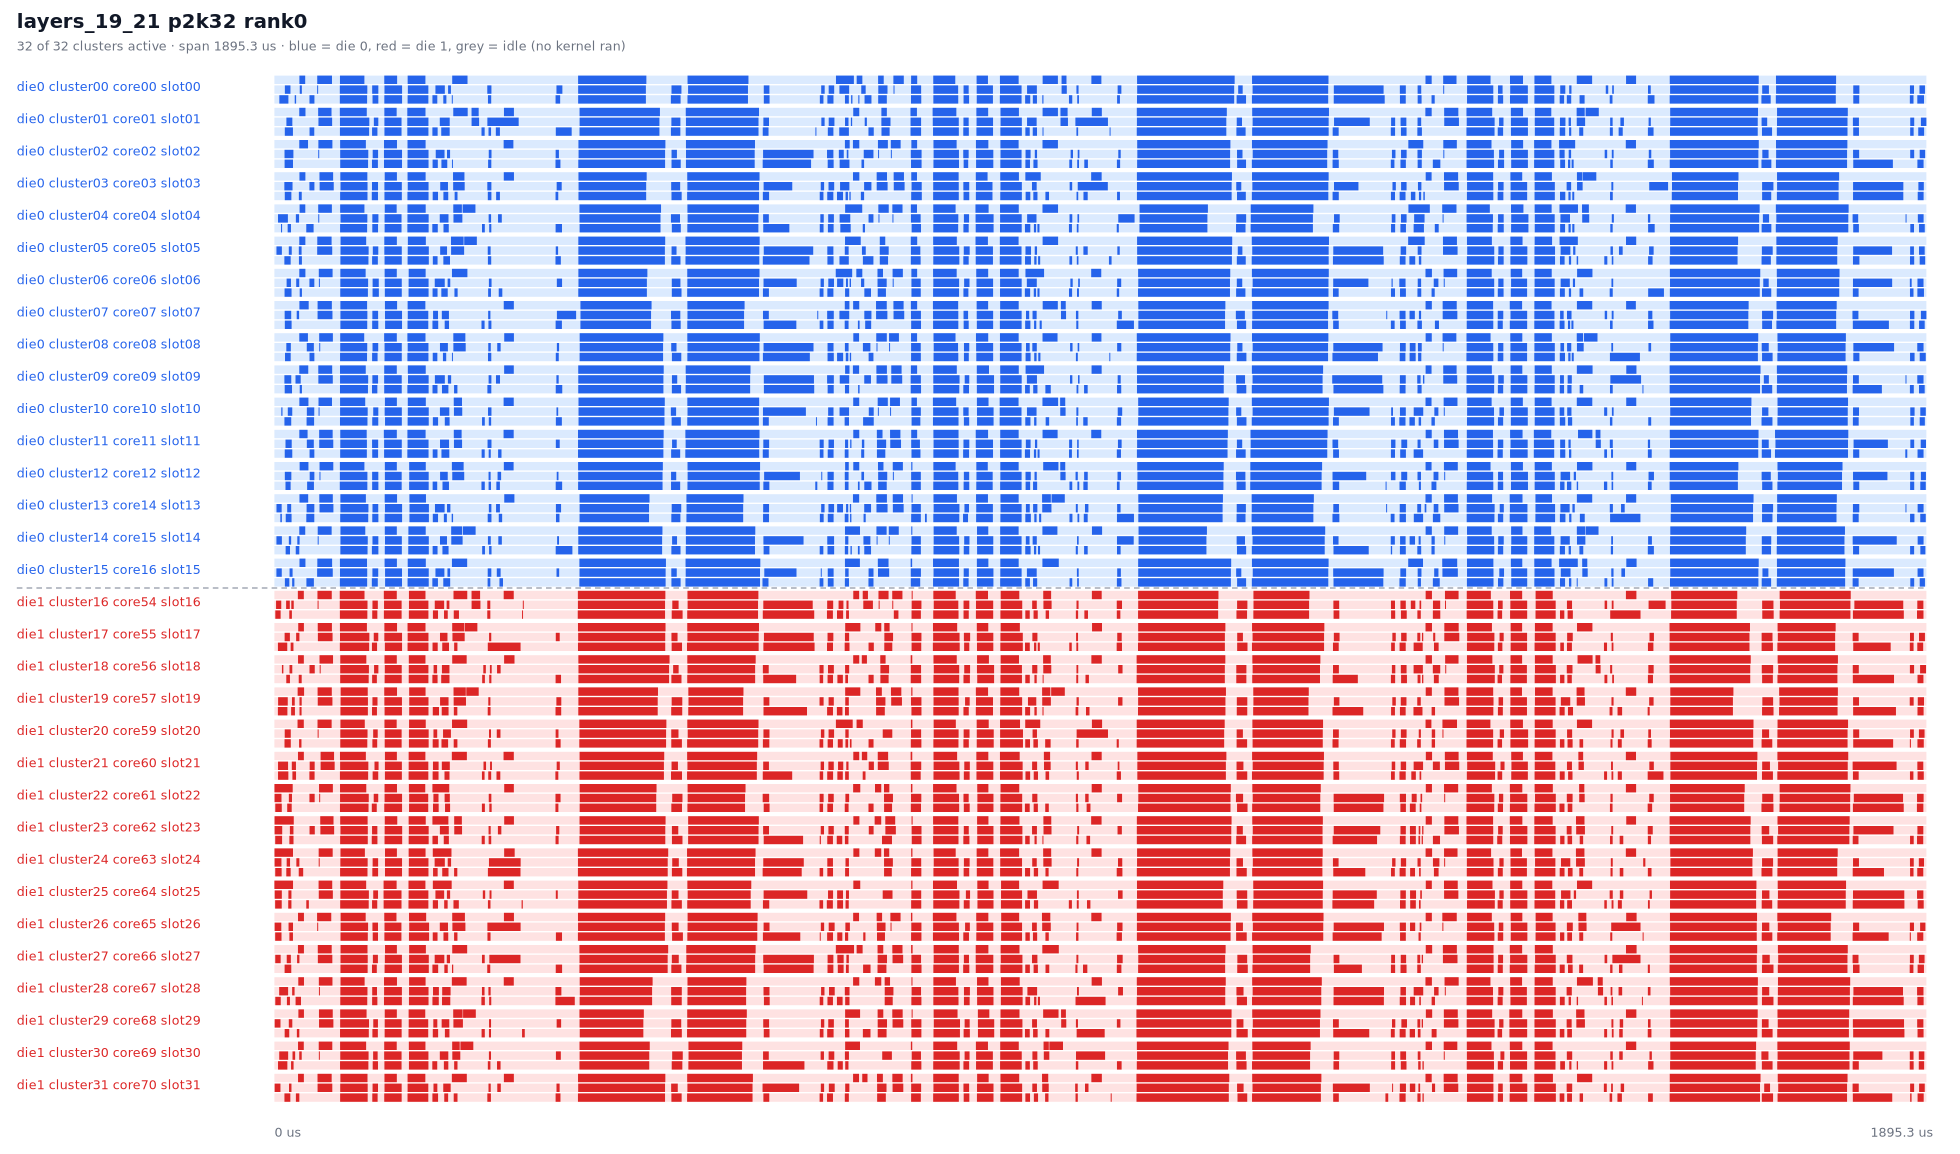 layers_19_21 p2k32 rank0
32 of 32 clusters active · span 1895.3 us · blue = die 0, red = die 1, grey = idle (no kernel ran)
die0 cluster00 core00 slot00
die0 cluster01 core01 slot01
die0 cluster02 core02 slot02
die0 cluster03 core03 slot03
die0 cluster04 core04 slot04
die0 cluster05 core05 slot05
die0 cluster06 core06 slot06
die0 cluster07 core07 slot07
die0 cluster08 core08 slot08
die0 cluster09 core09 slot09
die0 cluster10 core10 slot10
die0 cluster11 core11 slot11
die0 cluster12 core12 slot12
die0 cluster13 core14 slot13
die0 cluster14 core15 slot14
die0 cluster15 core16 slot15
die1 cluster16 core54 slot16
die1 cluster17 core55 slot17
die1 cluster18 core56 slot18
die1 cluster19 core57 slot19
die1 cluster20 core59 slot20
die1 cluster21 core60 slot21
die1 cluster22 core61 slot22
die1 cluster23 core62 slot23
die1 cluster24 core63 slot24
die1 cluster25 core64 slot25
die1 cluster26 core65 slot26
die1 cluster27 core66 slot27
die1 cluster28 core67 slot28
die1 cluster29 core68 slot29
die1 cluster30 core69 slot30
die1 cluster31 core70 slot31
0 us
1895.3 us